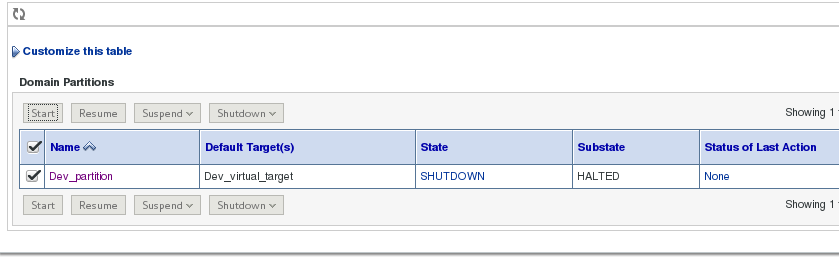 Customize this table
Domain Partitions
Start Resume Suspend Shutdown Showing 1
Name Default Target(s) State Substate Status of Last Action
Dev_partition Dev_virtual_target SHUTDOWN HALTED None
Start Resume Suspend Shutdown Showing 1